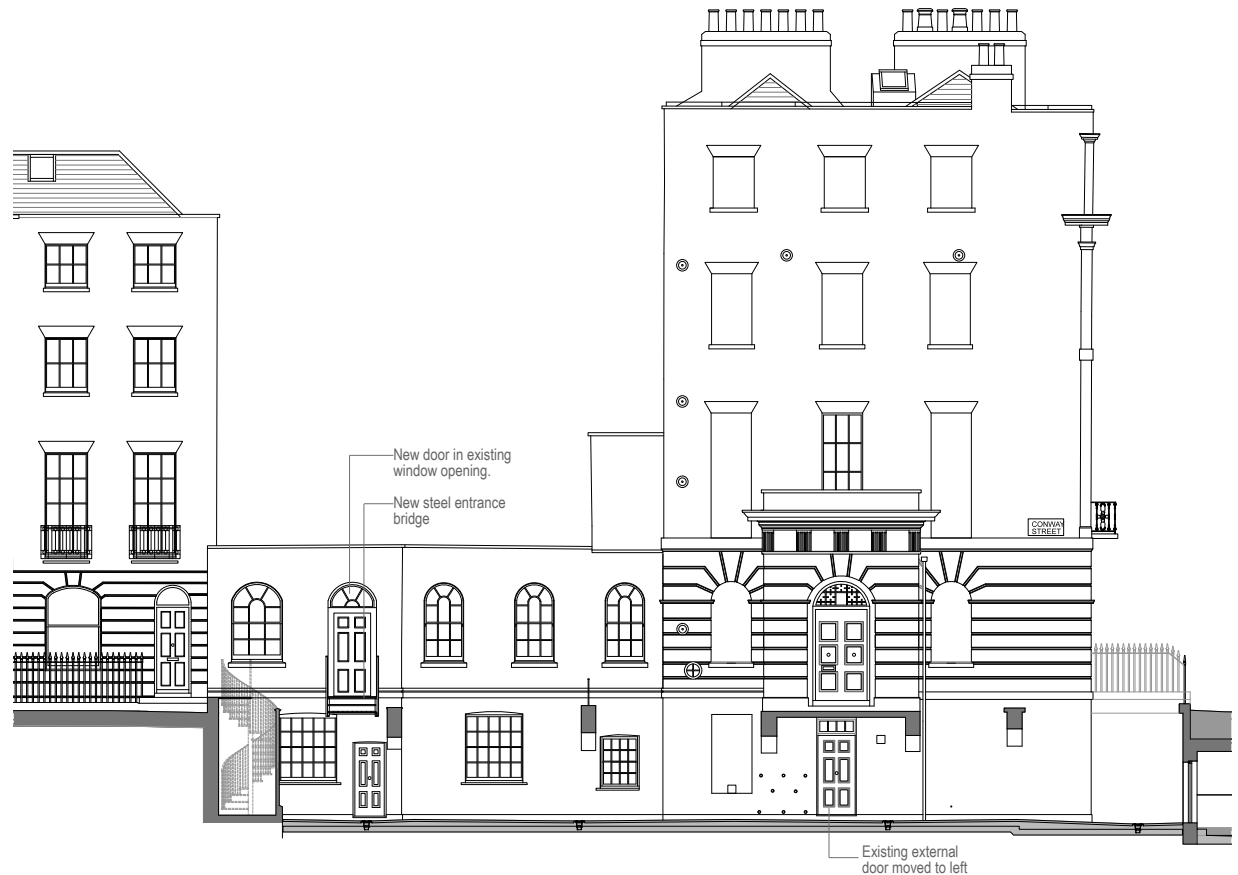 New door in existing
window opening.
New steel entrance
bridge
CONWAY
STREET
Existing external
door moved to left